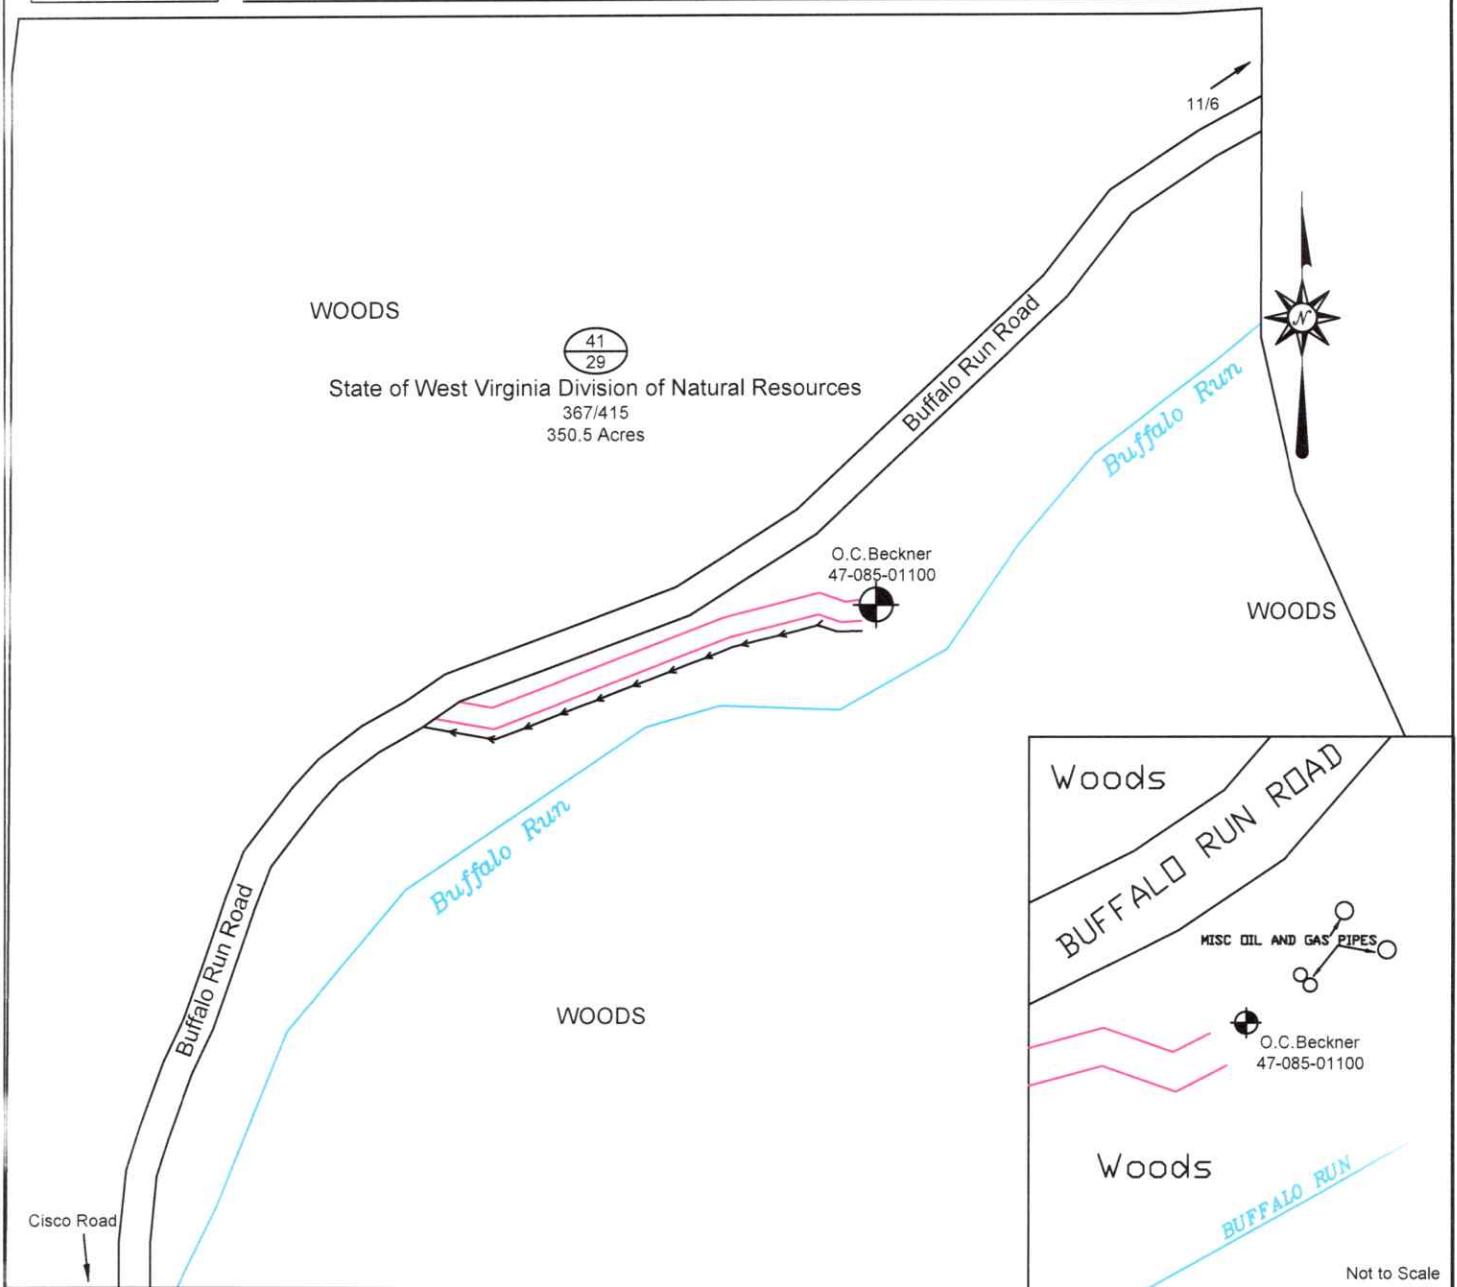 11/6
WOODS
41
29
State of West Virginia Division of Natural Resources
367/415
350.5 Acres
Buffalo Run Road
Buffalo Run
N
O.C.Beckner
47-085-01100
WOODS
Buffalo Run
Buffalo Run Road
WOODS
Cisco Road
Woods
BUFFALO RUN ROAD
MISC OIL AND GAS PIPES
O.C.Beckner
47-085-01100
Woods
BUFFALO RUN
Not to Scale